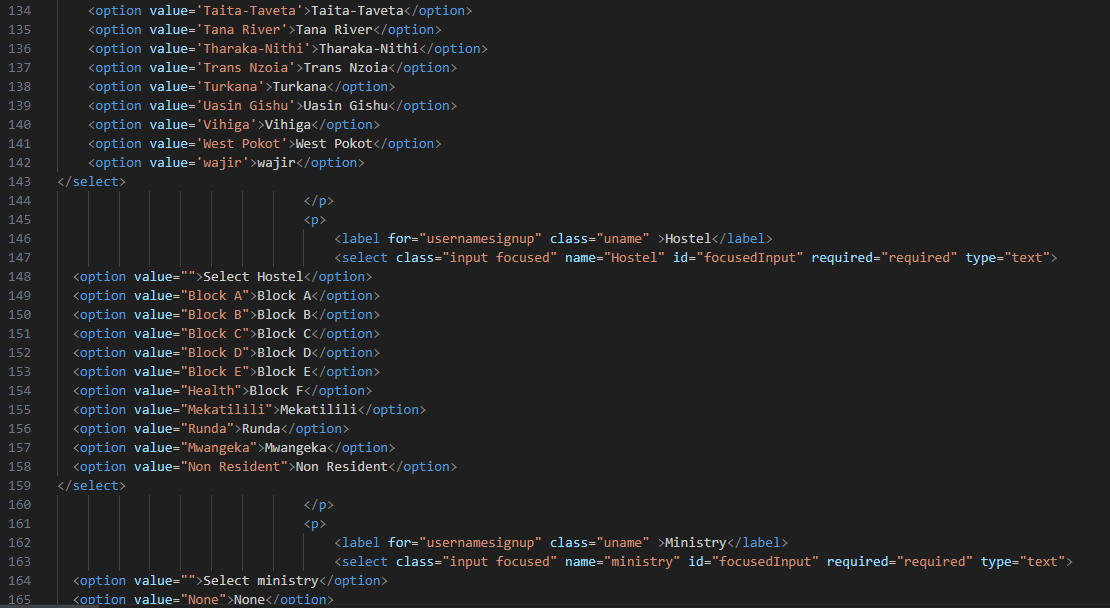 134 <option value='Taita-Taveta'>Taita-Taveta</option>
135 <option value='Tana River'>Tana River</option>
136 <option value='Tharaka-Nithi'>Tharaka-Nithi</option>
137 <option value='Trans Nzoia'>Trans Nzoia</option>
138 <option value='Turkana'>Turkana</option>
139 <option value='Uasin Gishu'>Uasin Gishu</option>
140 <option value='Vihiga'>Vihiga</option>
141 <option value='West Pokot'>West Pokot</option>
142 <option value='wajir'>wajir</option>
143 </select>
144 </p>
145 <p>
146 <label for="usernamesignup" class="uname" >Hostel</label>
147 <select class="input focused" name="Hostel" id="focusedInput" required="required" type="text">
148 <option value="">Select Hostel</option>
149 <option value="Block A">Block A</option>
150 <option value="Block B">Block B</option>
151 <option value="Block C">Block C</option>
152 <option value="Block D">Block D</option>
153 <option value="Block E">Block E</option>
154 <option value="Health">Block F</option>
155 <option value="Mekatilili">Mekatilili</option>
156 <option value="Runda">Runda</option>
157 <option value="Mwangeka">Mwangeka</option>
158 <option value="Non Resident">Non Resident</option>
159 </select>
160 </p>
161 <p>
162 <label for="usernamesignup" class="uname" >Ministry</label>
163 <select class="input focused" name="ministry" id="focusedInput" required="required" type="text">
164 <option value="">Select ministry</option>
165 <option value="None">None</option>